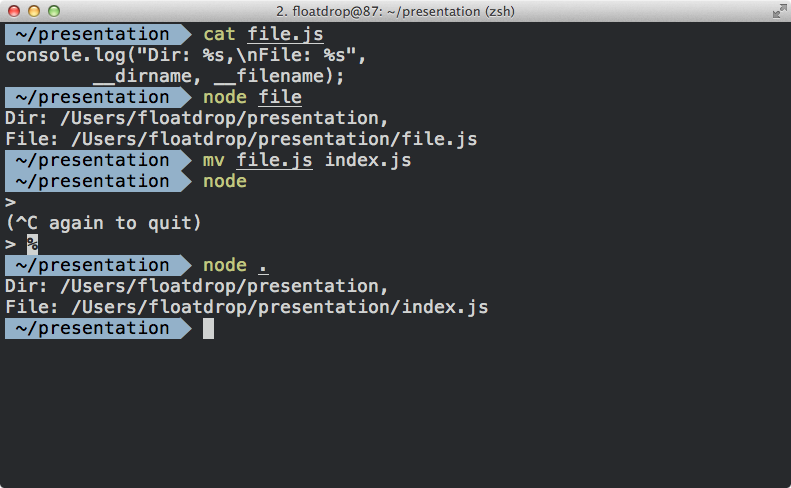 2. floatdrop@87: ~/presentation (zsh)
~/presentation cat file.js
console.log("Dir: %s,\nFile: %s",
        __dirname, __filename);
~/presentation node file
Dir: /Users/floatdrop/presentation,
File: /Users/floatdrop/presentation/file.js
~/presentation mv file.js index.js
~/presentation node
>
(^C again to quit)
> %
~/presentation node .
Dir: /Users/floatdrop/presentation,
File: /Users/floatdrop/presentation/index.js
~/presentation